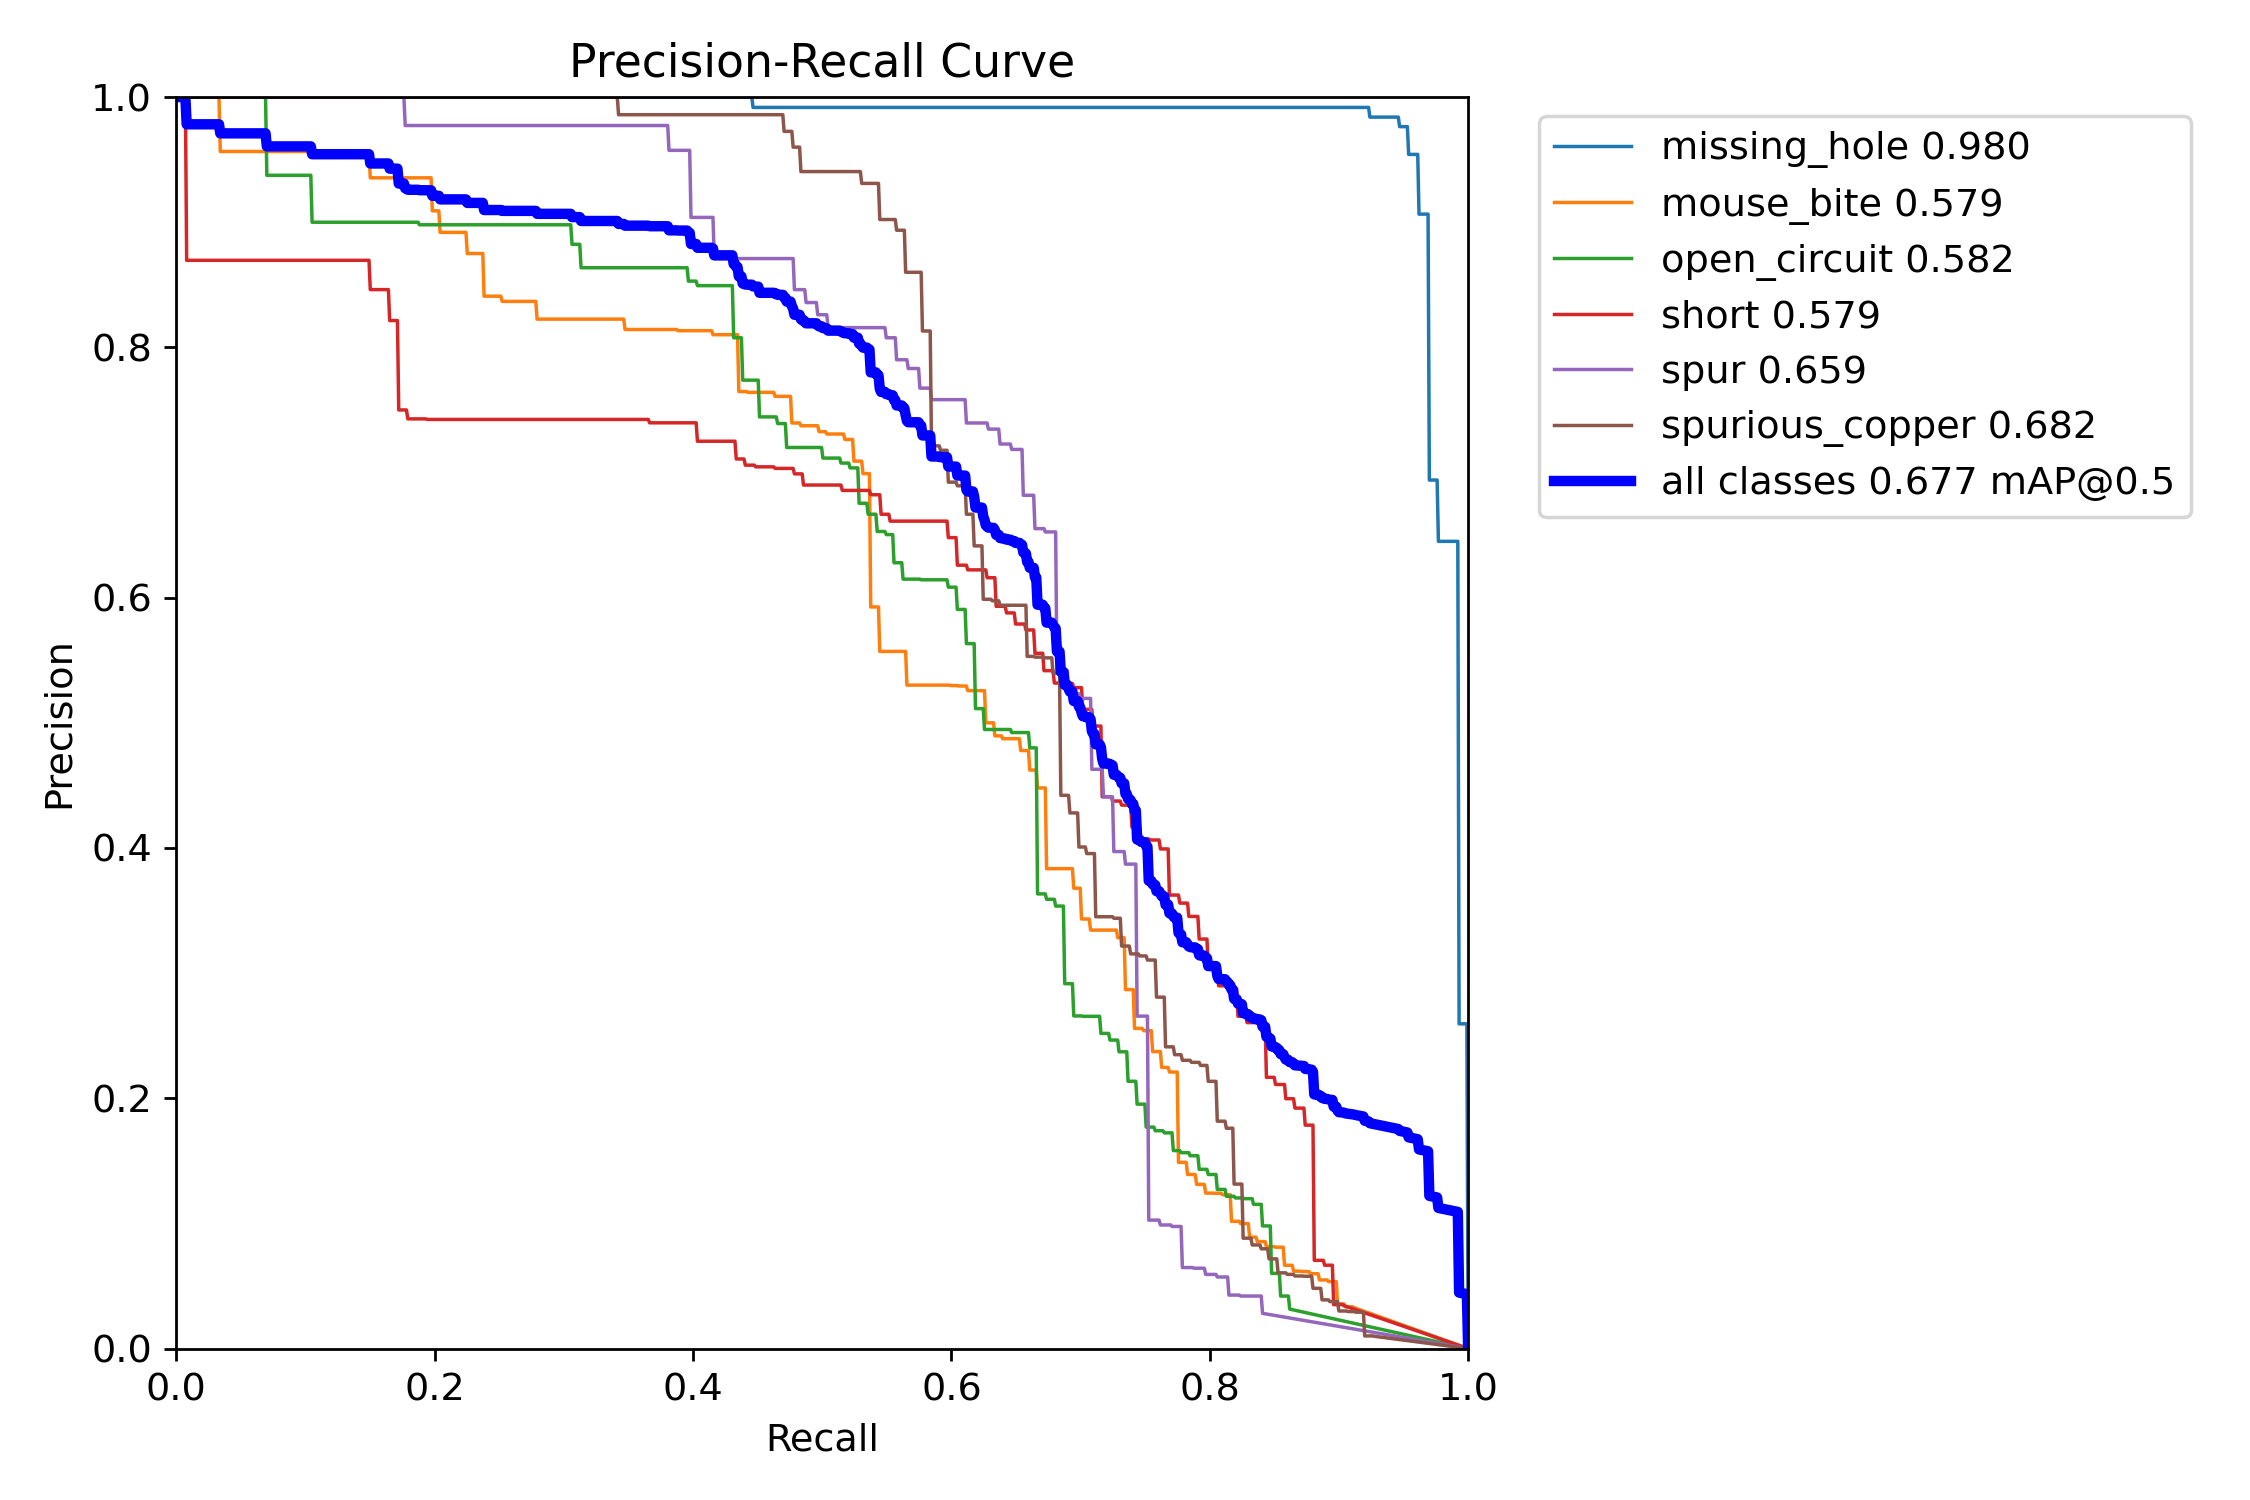 Precision-Recall Curve
1.0
0.8
0.6
0.4
0.2
0.0
Precision
0.0 0.2 0.4 0.6 0.8 1.0
Recall
missing_hole 0.980
mouse_bite 0.579
open_circuit 0.582
short 0.579
spur 0.659
spurious_copper 0.682
all classes 0.677 mAP@0.5